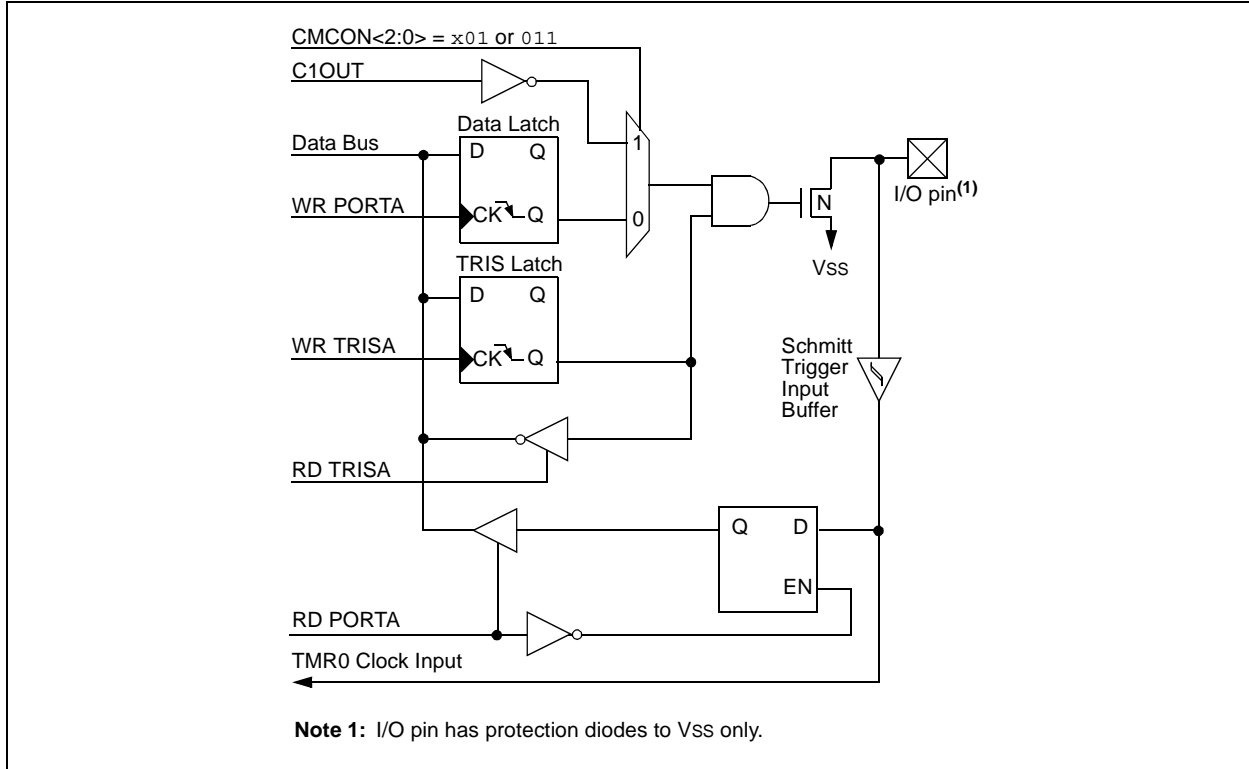 CMCON<2:0> = x01 or 011
C1OUT
Data Latch
Data Bus
D Q
1
WR PORTA
CK Q
0
I/O pin(1)
N
VSS
TRIS Latch
D Q
WR TRISA
CK Q
Schmitt
Trigger
Input
Buffer
RD TRISA
Q D
EN
RD PORTA
TMR0 Clock Input
Note 1: I/O pin has protection diodes to VSS only.